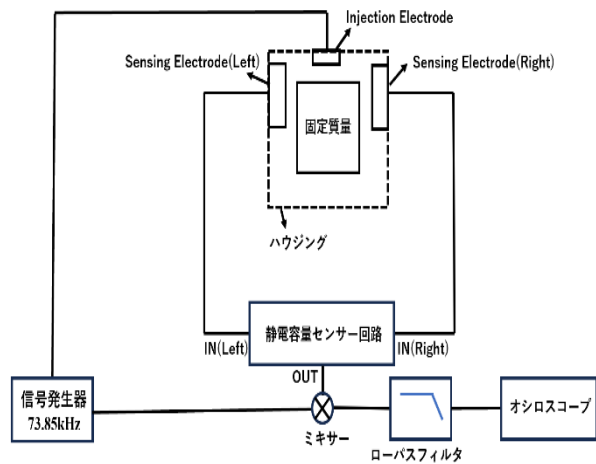 Injection Electrode
Sensing Electrode(Left)
Sensing Electrode(Right)
固定質量
ハウジング
静電容量センサー回路
IN(Left)
IN(Right)
OUT
信号発生器
73.85kHz
ミキサー
ローパスフィルタ
オシロスコープ